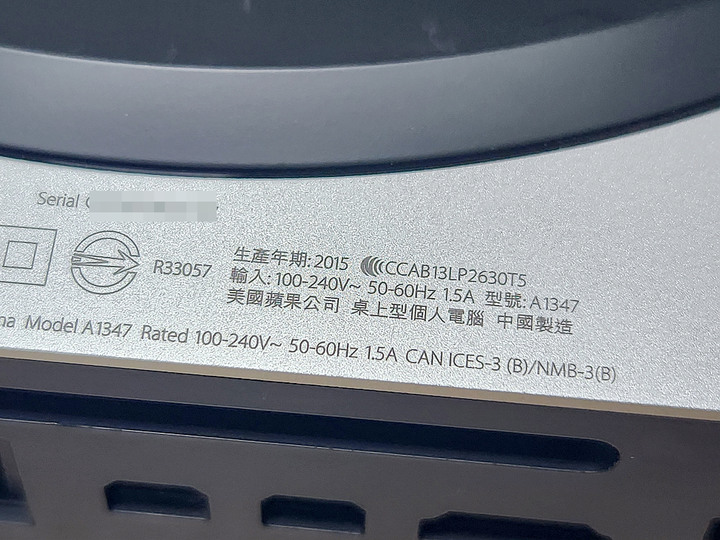 Serial
R33057
生產年期: 2015 CCAB13LP2630T5
輸入: 100-240V~ 50-60Hz 1.5A 型號: A1347
美國蘋果公司 桌上型個人電腦 中國製造
Model A1347 Rated 100-240V~ 50-60Hz 1.5A CAN ICES-3 (B)/NMB-3(B)